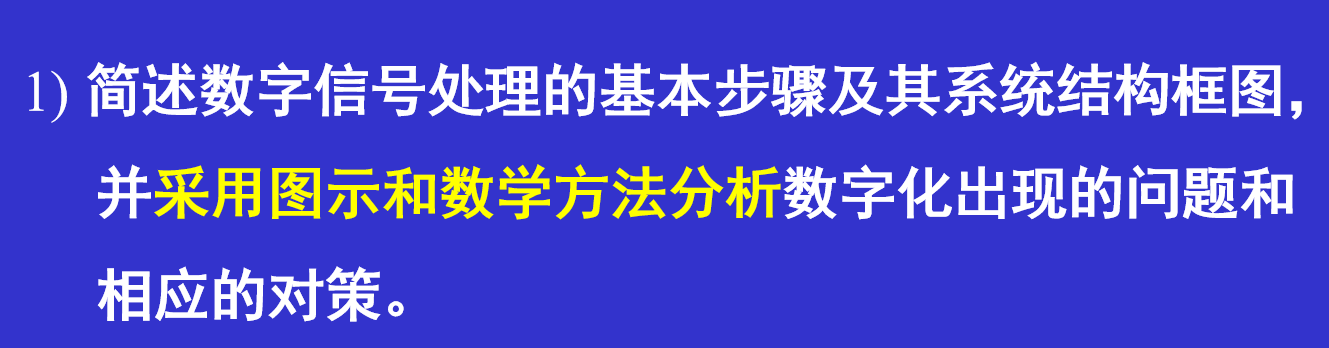 1) 简述数字信号处理的基本步骤及其系统结构框图，
并采用图示和数学方法分析数字化出现的问题和
相应的对策。